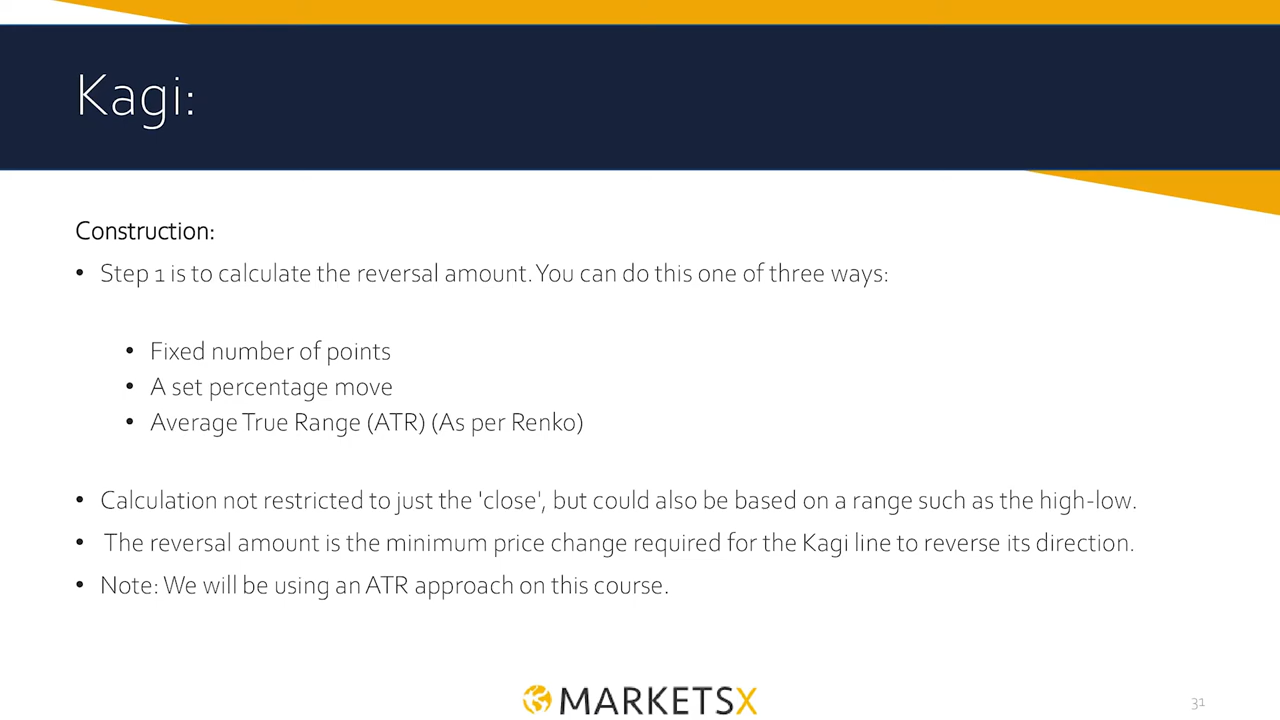 Kagi:
Construction:
• Step 1 is to calculate the reversal amount. You can do this one of three ways:
• Fixed number of points
• A set percentage move
• Average True Range (ATR) (As per Renko)
• Calculation not restricted to just the 'close', but could also be based on a range such as the high-low.
• The reversal amount is the minimum price change required for the Kagi line to reverse its direction.
• Note: We will be using an ATR approach on this course.
MARKETSX
31